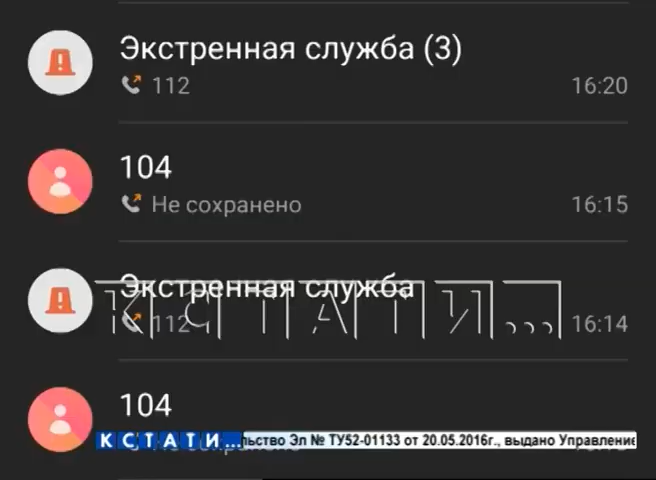 Экстренная служба (3)
112 16:20
104
Не сохранено 16:15
Экстренная служба
112 16:14
КСТАТИ...
104
КСТАТИ... льство Эл № ТУ52-01133 от 20.05.2016г., выдано Управление